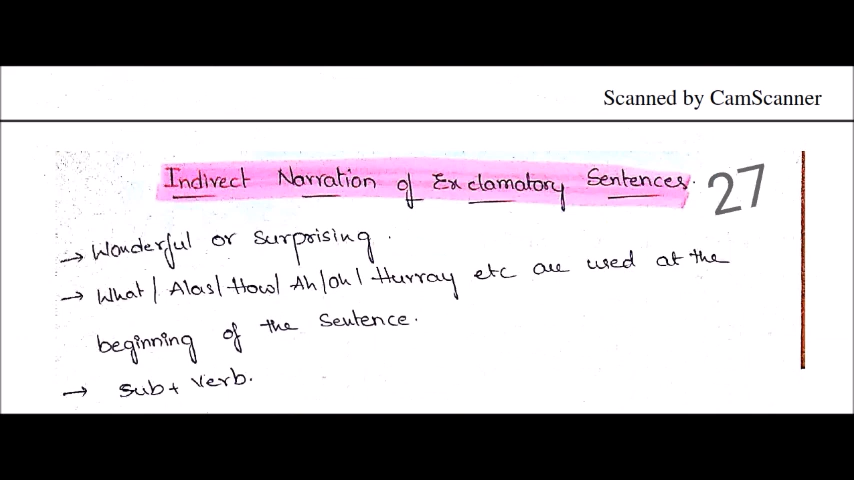 Scanned by CamScanner
Indirect Narration of Exclamatory Sentences. 27
→ Wonderful or Surprising.
→ What/ Alas/ How/ Ah/Oh/ Hurray etc are used at the
beginning of the Sentence.
→ Sub + Verb.